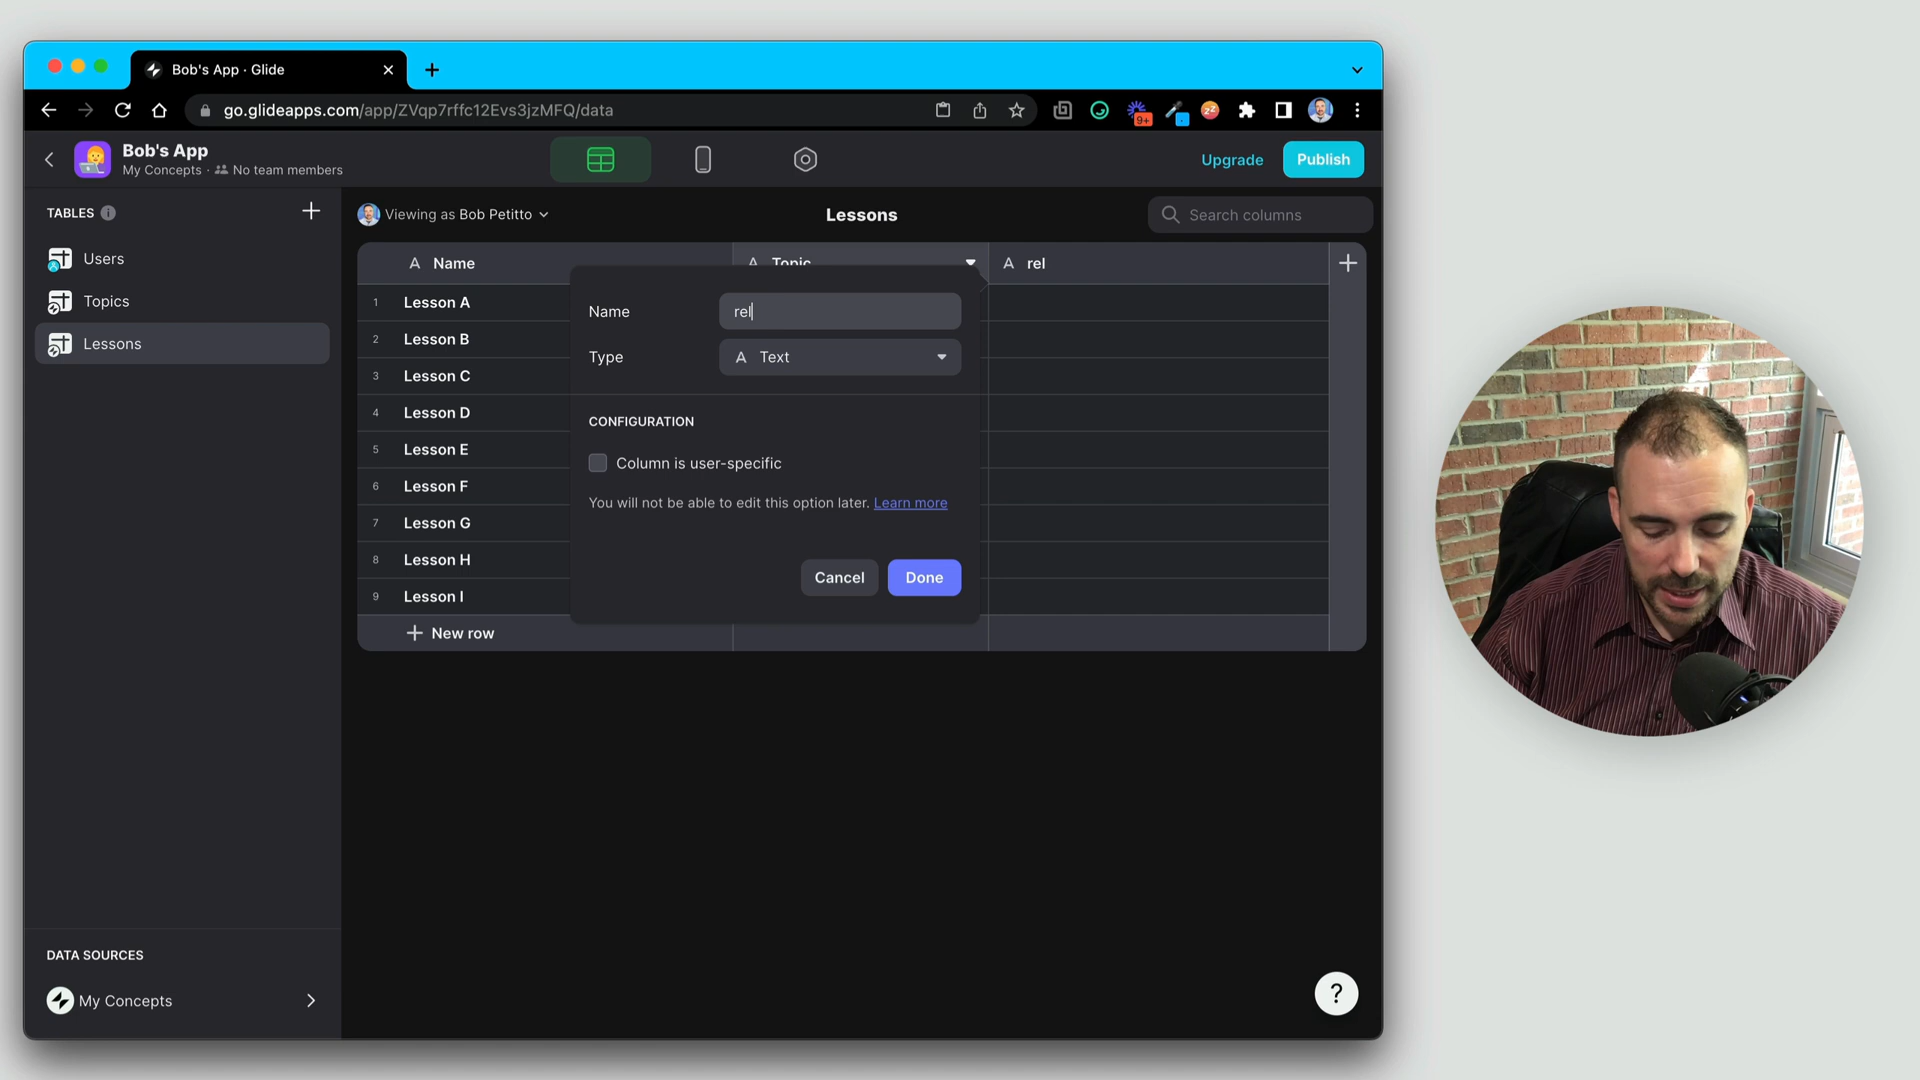 Bob's App · Glide
go.glideapps.com/app/ZVqp7rffc12Evs3jzMFQ/data
9+
zZ
Bob's App
My Concepts · No team members
Upgrade
Publish
TABLES
Users
Topics
Lessons
Viewing as Bob Petitto
Lessons
Search columns
A Name
A Topic
A rel
1 Lesson A
2 Lesson B
3 Lesson C
4 Lesson D
5 Lesson E
6 Lesson F
7 Lesson G
8 Lesson H
9 Lesson I
New row
Name
rel
Type
A Text
CONFIGURATION
Column is user-specific
You will not be able to edit this option later. Learn more
Cancel
Done
DATA SOURCES
My Concepts
?